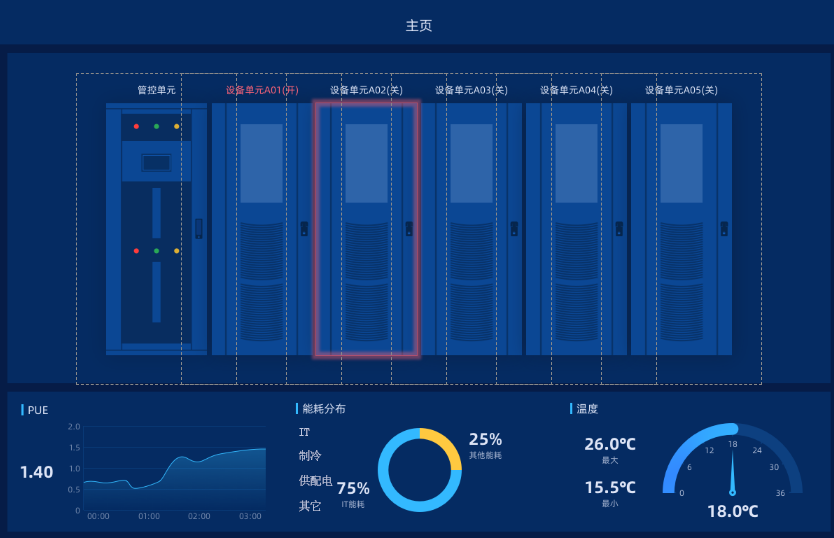 主页
管控单元
设备单元A01(开)
设备单元A02(关)
设备单元A03(关)
设备单元A04(关)
设备单元A05(关)
PUE
1.40
2.0
1.5
1.0
0.5
0
00:00
01:00
02:00
03:00
能耗分布
IT
制冷
供配电
其它
75%
IT能耗
25%
其他能耗
温度
26.0℃
最大
15.5℃
最小
0
6
12
18
24
30
36
18.0℃